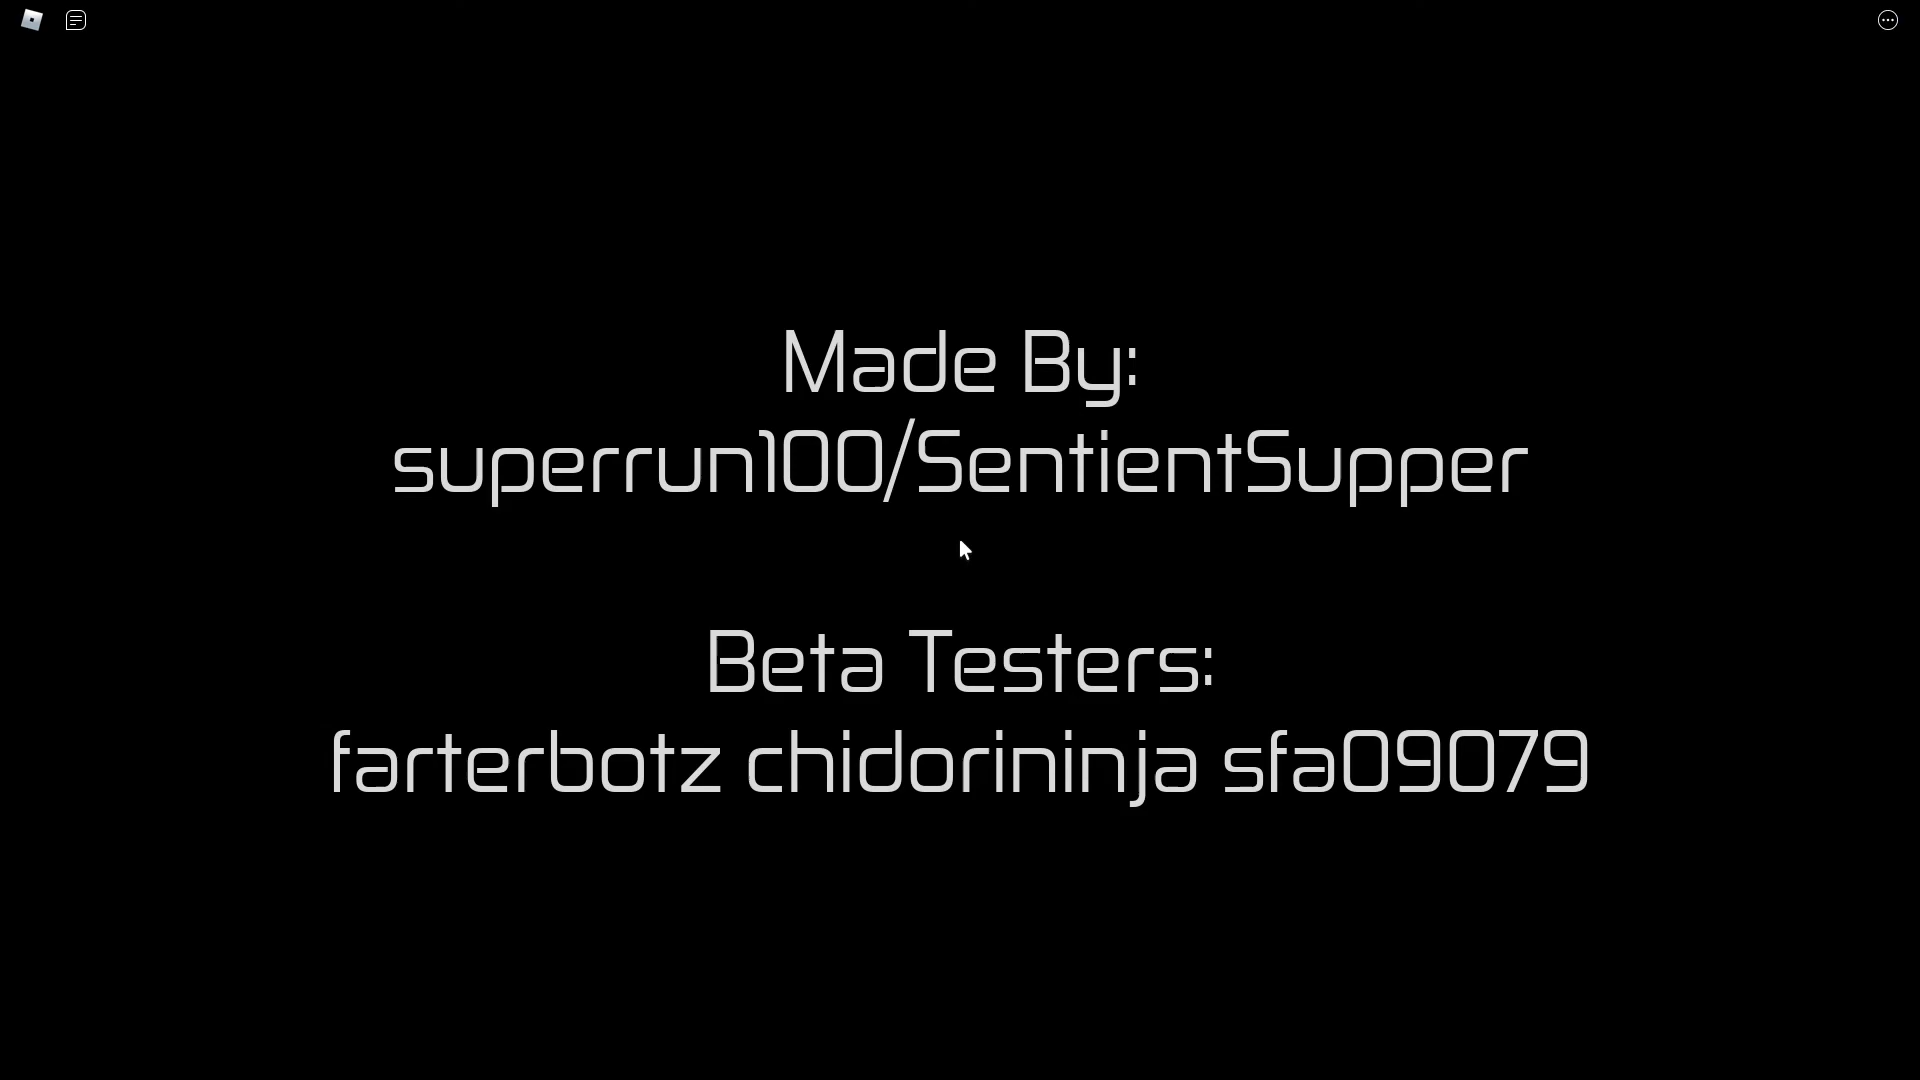 Made By:
superrun100/SentientSupper
Beta Testers:
farterbotz chidorininja sfa09079